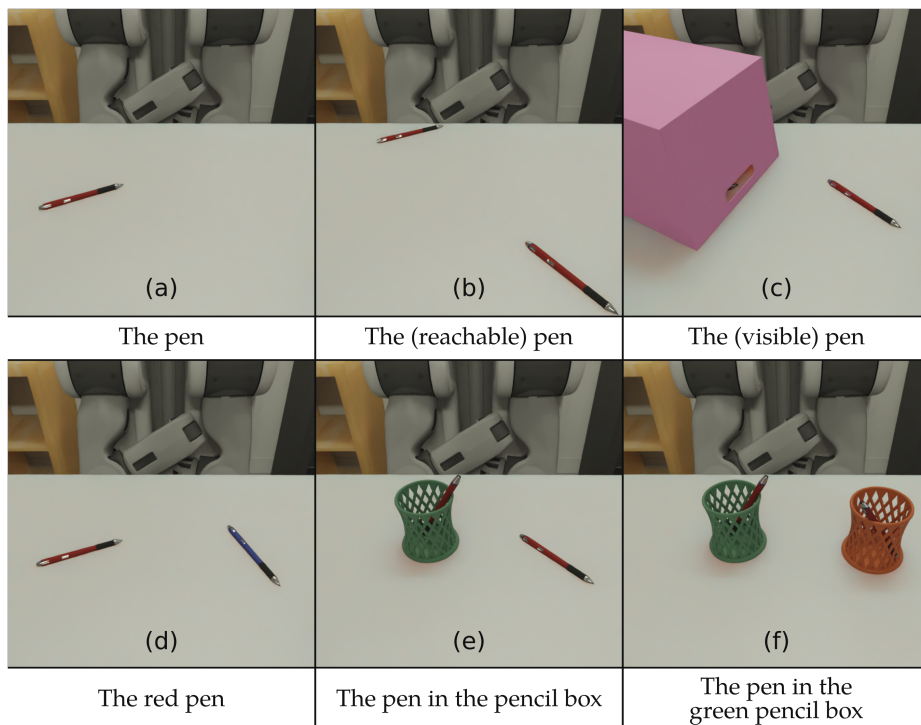 (a)
(b)
(c)
The pen
The (reachable) pen
The (visible) pen
(d)
(e)
(f)
The red pen
The pen in the pencil box
The pen in the
green pencil box